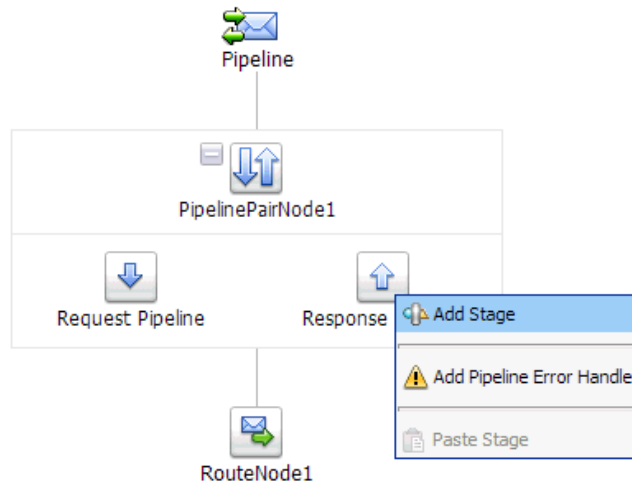 Pipeline
PipelinePairNode1
Request Pipeline
Response
Add Stage
Add Pipeline Error Handle
Paste Stage
RouteNode1